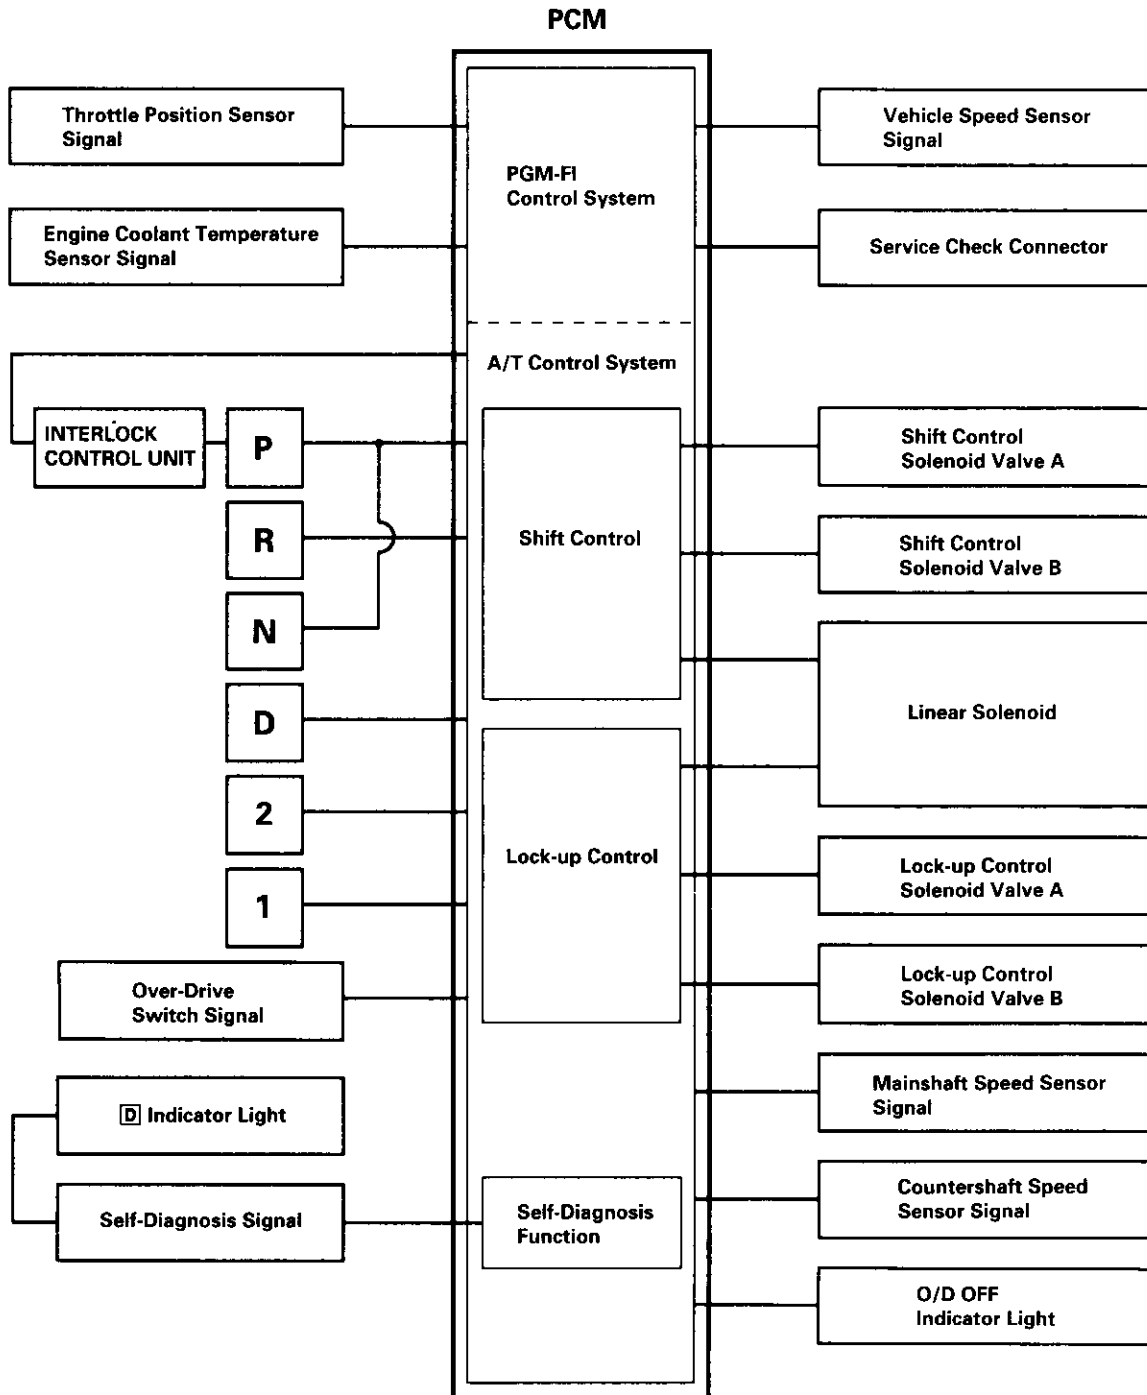 PCM
Throttle Position Sensor
Signal
Engine Coolant Temperature
Sensor Signal
PGM-FI
Control System
Vehicle Speed Sensor
Signal
Service Check Connector
A/T Control System
INTERLOCK
CONTROL UNIT
P
R
N
D
2
1
Shift Control
Shift Control
Solenoid Valve A
Shift Control
Solenoid Valve B
Linear Solenoid
Lock-up Control
Lock-up Control
Solenoid Valve A
Lock-up Control
Solenoid Valve B
Over-Drive
Switch Signal
D Indicator Light
Self-Diagnosis Signal
Self-Diagnosis
Function
Mainshaft Speed Sensor
Signal
Countershaft Speed
Sensor Signal
O/D OFF
Indicator Light